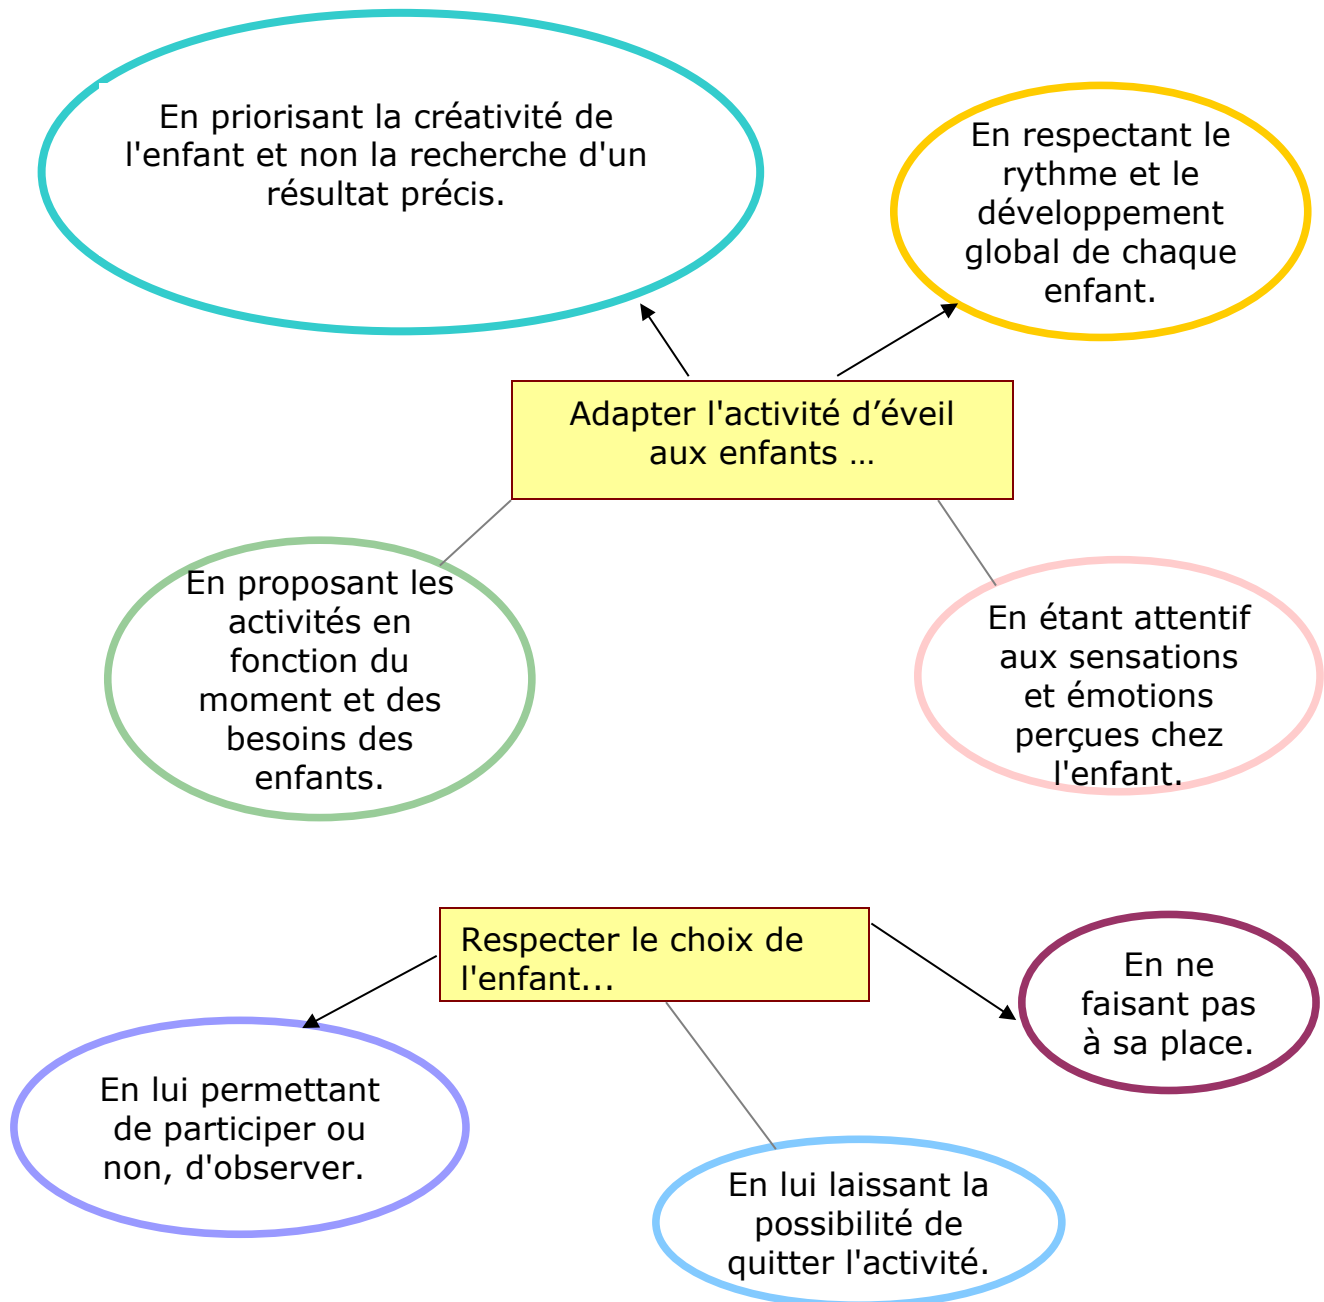 En priorisant la créativité de
l'enfant et non la recherche d'un
résultat précis.
En respectant le
rythme et le
développement
global de chaque
enfant.
Adapter l'activité d’éveil
aux enfants …
En proposant les
activités en
fonction du
moment et des
besoins des
enfants.
En étant attentif
aux sensations
et émotions
perçues chez
l'enfant.
Respecter le choix de
l'enfant...
En ne
faisant pas
à sa place.
En lui permettant
de participer ou
non, d'observer.
En lui laissant la
possibilité de
quitter l'activité.